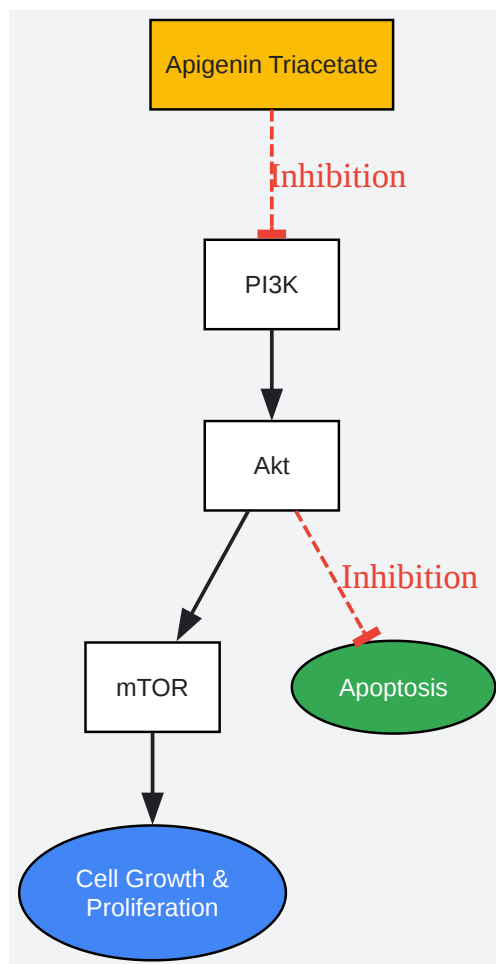 Apigenin Triacetate
Inhibition
PI3K
Akt
Inhibition
mTOR
Apoptosis
Cell Growth &
Proliferation